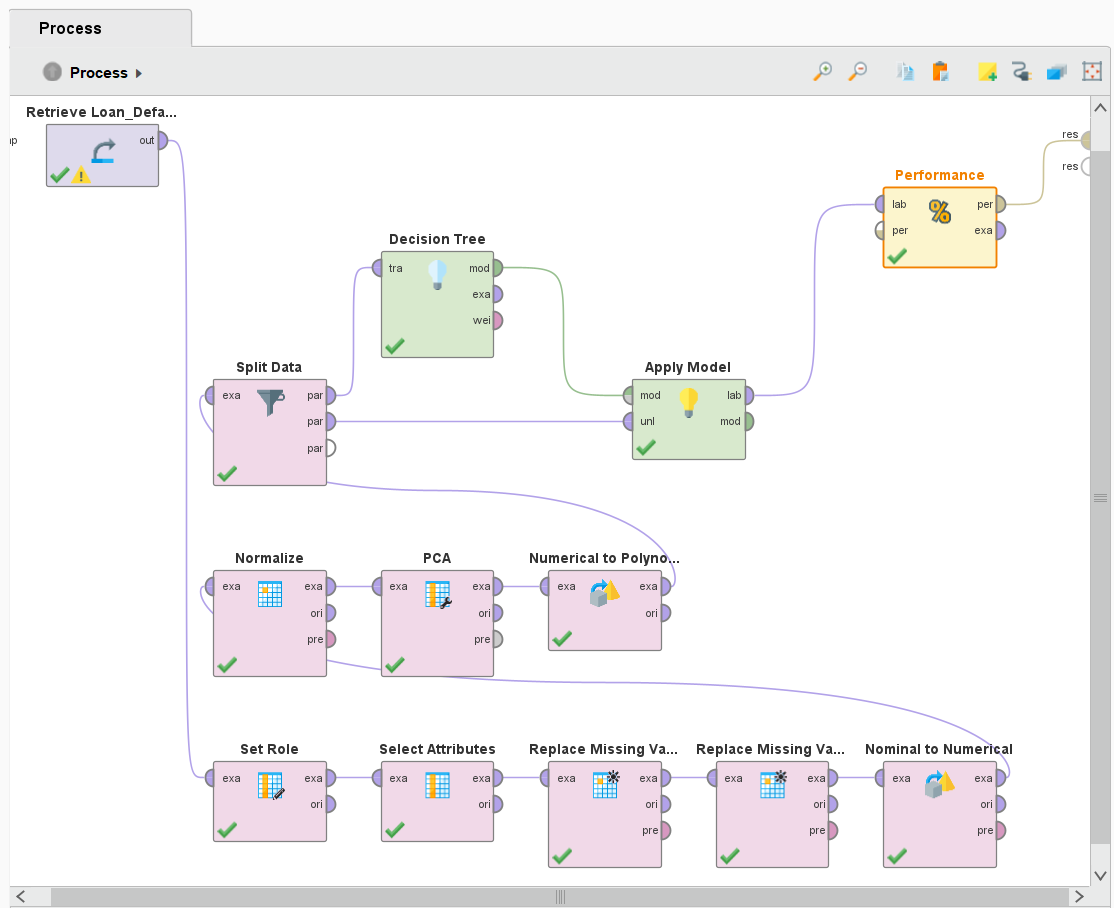 Process
Process
Retrieve Loan_Defa...
out
res
res
Performance
lab
per
per
exa
Decision Tree
tra
mod
exa
wei
Split Data
exa
par
par
par
Apply Model
mod
lab
unl
mod
Normalize
exa
exa
ori
pre
PCA
exa
exa
ori
pre
Numerical to Polyno...
exa
exa
ori
Set Role
exa
exa
ori
Select Attributes
exa
exa
ori
Replace Missing Va...
exa
exa
ori
pre
Replace Missing Va...
exa
exa
ori
pre
Nominal to Numerical
exa
exa
ori
pre